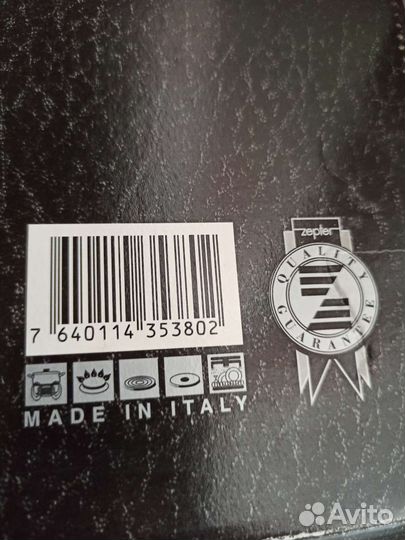 zepter
QUALITY
GUARANTEE
7 640114 353802
MADE IN ITALY
Avito